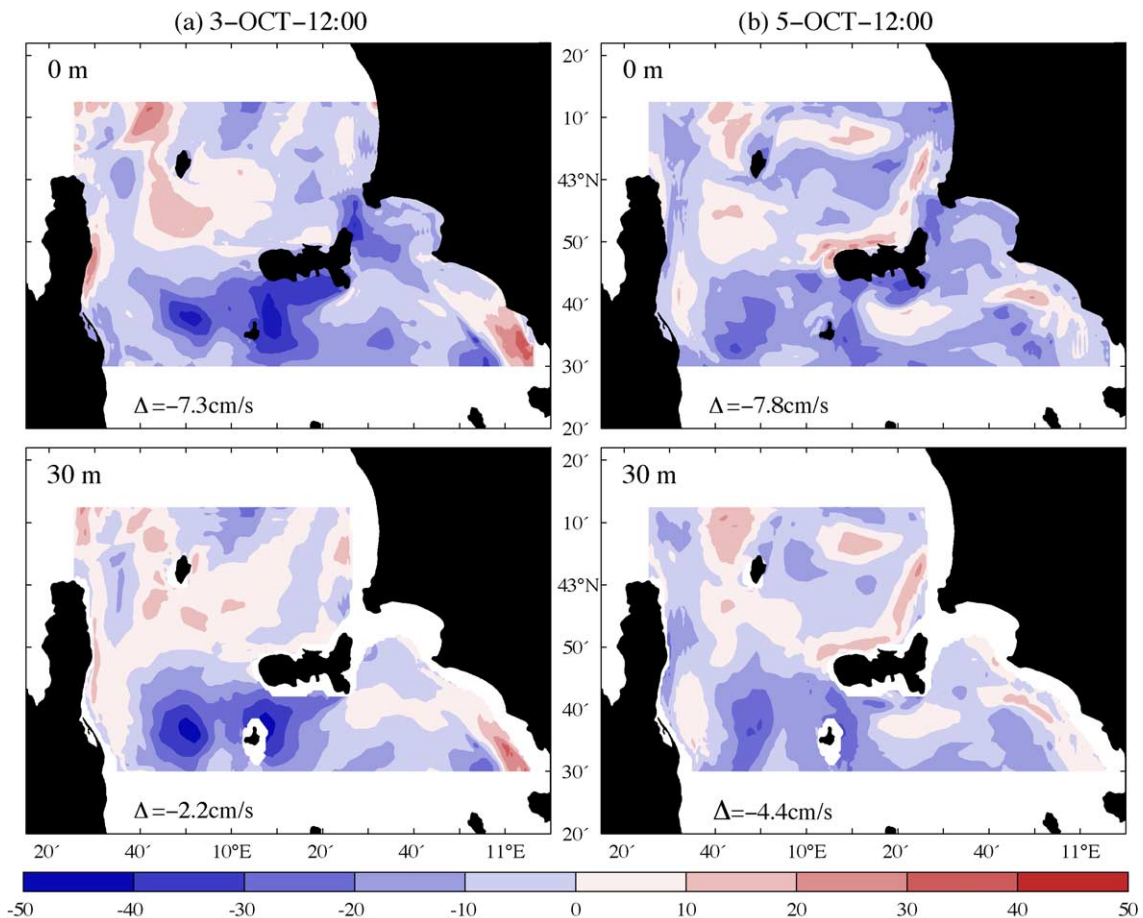 (a) 3-OCT-12:00 (b) 5-OCT-12:00
0 m 0 m
20´
10´
43°N
50´
40´
30´
20´
Δ=-7.3cm/s Δ=-7.8cm/s
30 m 30 m
20´
10´
43°N
50´
40´
30´
20´
Δ=-2.2cm/s Δ=-4.4cm/s
20´ 40´ 10°E 20´ 40´ 11°E 20´ 40´ 10°E 20´ 40´ 11°E
-50 -40 -30 -20 -10 0 10 20 30 40 50